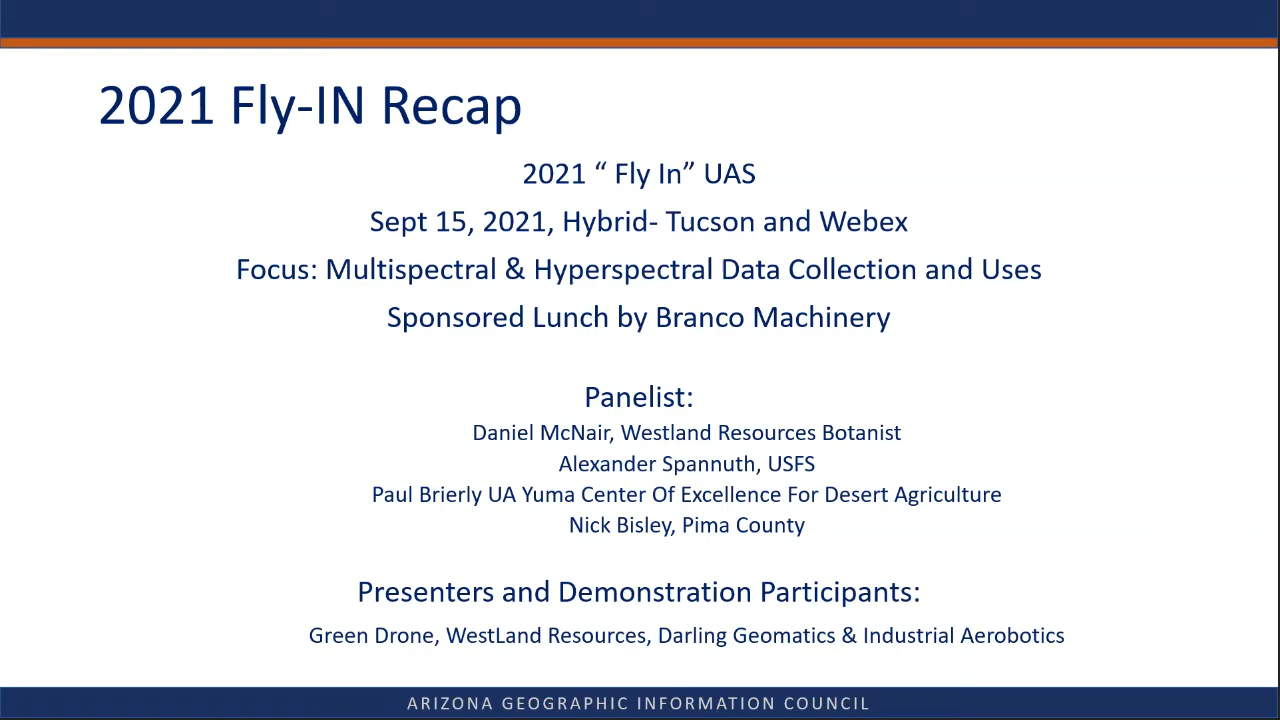 2021 Fly-IN Recap
2021 “ Fly In” UAS
Sept 15, 2021, Hybrid- Tucson and Webex
Focus: Multispectral & Hyperspectral Data Collection and Uses
Sponsored Lunch by Branco Machinery
Panelist:
Daniel McNair, Westland Resources Botanist
Alexander Spannuth, USFS
Paul Brierly UA Yuma Center Of Excellence For Desert Agriculture
Nick Bisley, Pima County
Presenters and Demonstration Participants:
Green Drone, WestLand Resources, Darling Geomatics & Industrial Aerobotics
ARIZONA GEOGRAPHIC INFORMATION COUNCIL